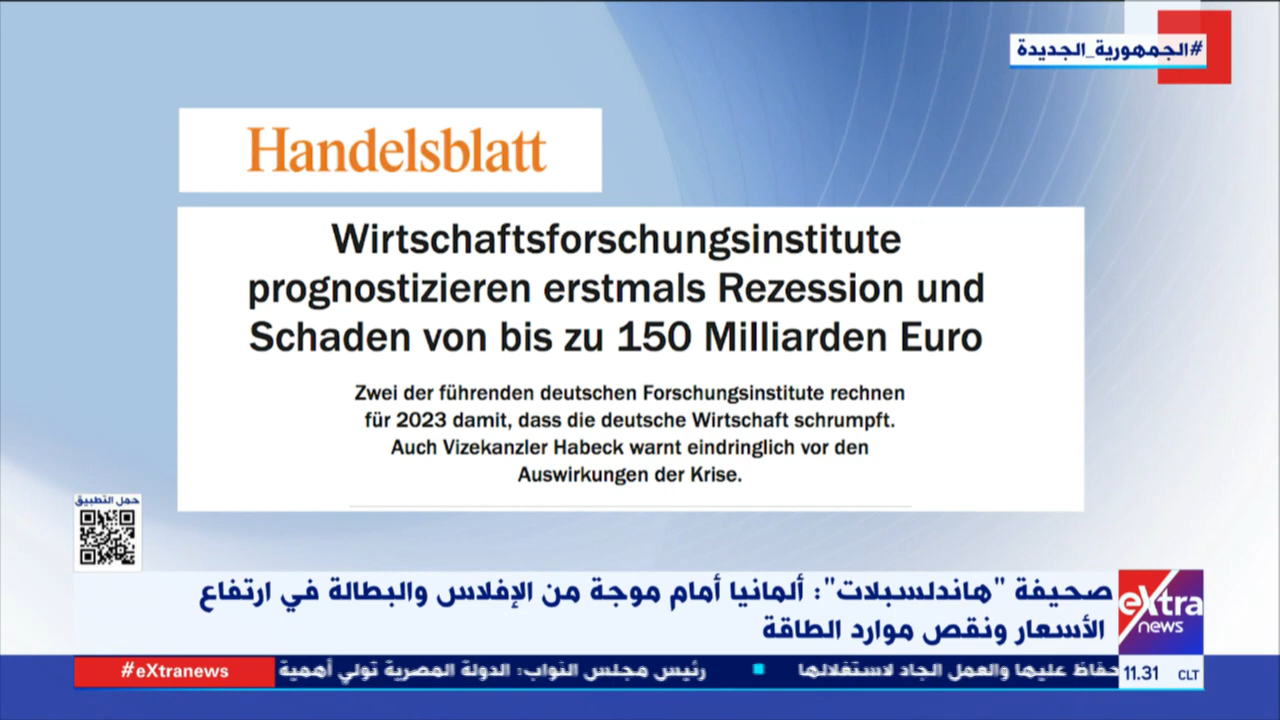 #الجمهورية_الجديدة
Handelsblatt
Wirtschaftsforschungsinstitute
prognostizieren erstmals Rezession und
Schaden von bis zu 150 Milliarden Euro
Zwei der führenden deutschen Forschungsinstitute rechnen
für 2023 damit, dass die deutsche Wirtschaft schrumpft.
Auch Vizekanzler Habeck warnt eindringlich vor den
Auswirkungen der Krise.
حمل التطبيق
صحيفة "هاندلسبلات": ألمانيا أمام موجة من الإفلاس والبطالة في ارتفاع
الأسعار ونقص موارد الطاقة
eXtra
news
حفاظ عليها والعمل الجاد لاستغلالها ■ رئيس مجلس النواب: الدولة المصرية تولي أهمية
#eXtranews
11.31 CLT